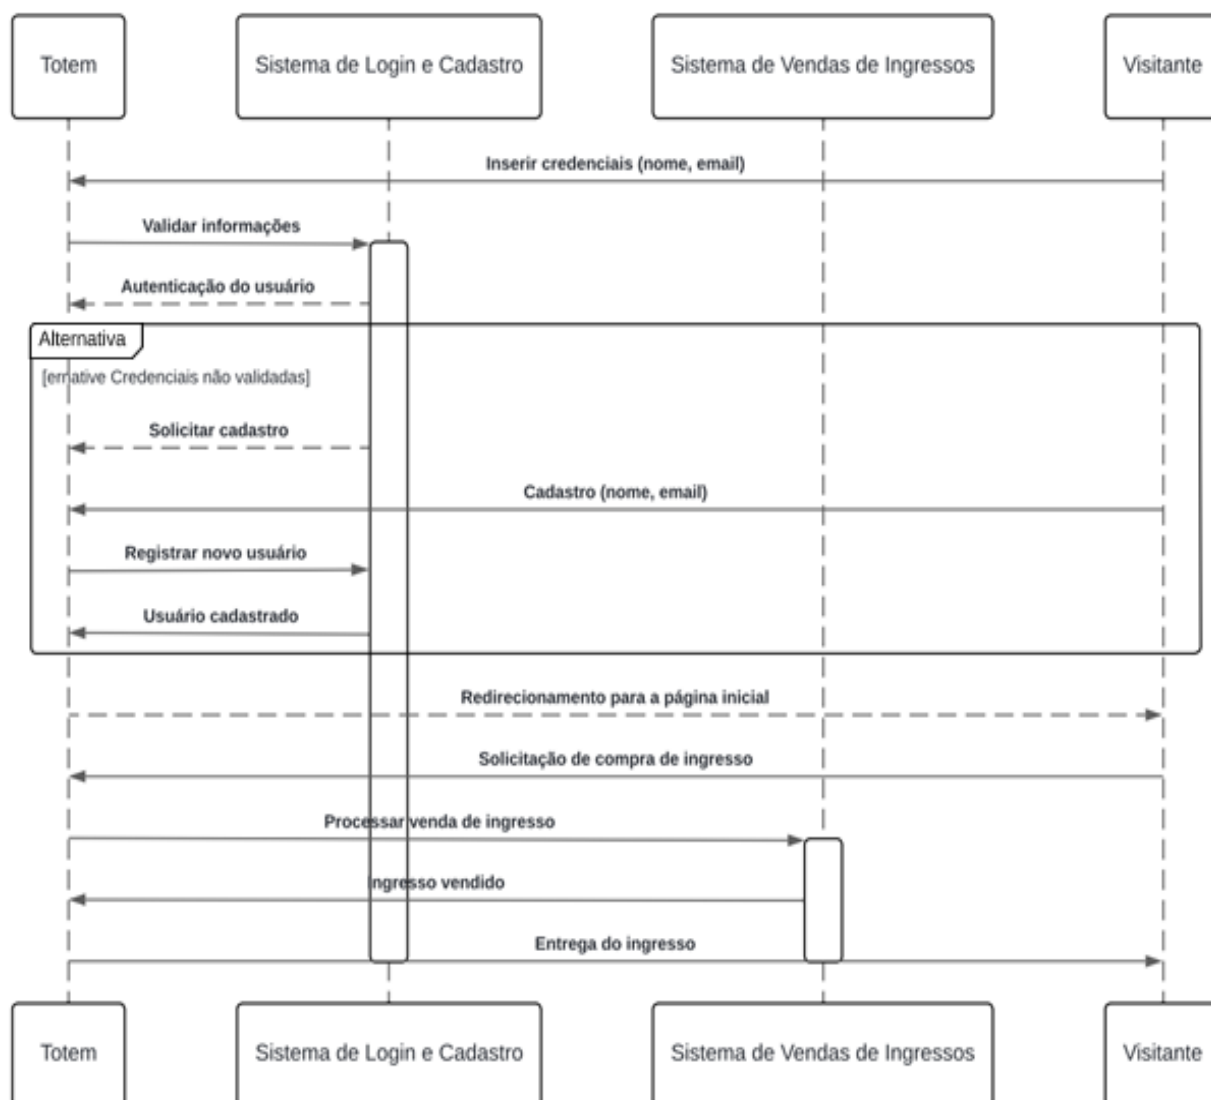 Totem
Sistema de Login e Cadastro
Sistema de Vendas de Ingressos
Visitante
Inserir credenciais (nome, email)
Validar informações
Autenticação do usuário
Alternativa
[ernative Credenciais não validadas]
Solicitar cadastro
Cadastro (nome, email)
Registrar novo usuário
Usuário cadastrado
Redirecionamento para a página inicial
Solicitação de compra de ingresso
Processar venda de ingresso
Ingresso vendido
Entrega do ingresso
Totem
Sistema de Login e Cadastro
Sistema de Vendas de Ingressos
Visitante